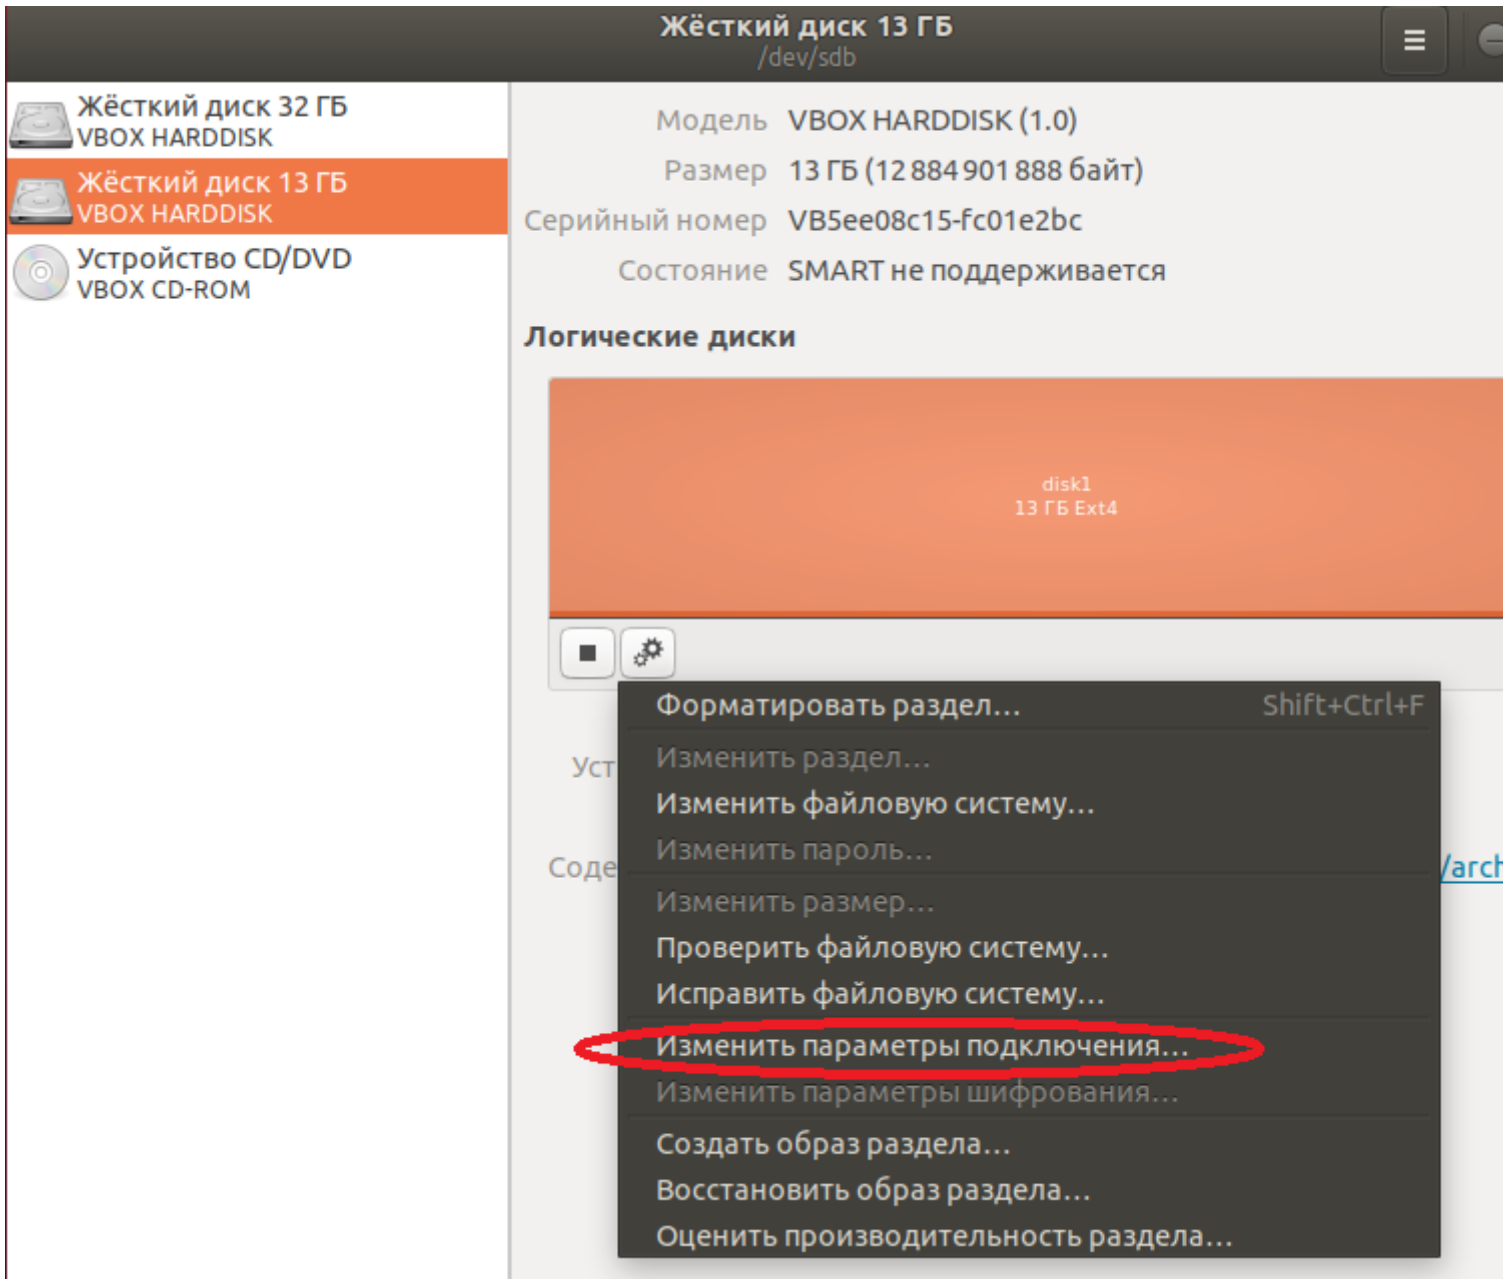 Жёсткий диск 13 ГБ
/dev/sdb
Жёсткий диск 32 ГБ
VBOX HARDDISK
Жёсткий диск 13 ГБ
VBOX HARDDISK
Устройство CD/DVD
VBOX CD-ROM
Модель VBOX HARDDISK (1.0)
Размер 13 ГБ (12 884 901 888 байт)
Серийный номер VB5ee08c15-fc01e2bc
Состояние SMART не поддерживается
Логические диски
disk1
13 ГБ Ext4
Форматировать раздел... Shift+Ctrl+F
Уст
Изменить раздел...
Изменить файловую систему...
Изменить пароль...
Соде
/arch
Изменить размер...
Проверить файловую систему...
Исправить файловую систему...
Изменить параметры подключения...
Изменить параметры шифрования...
Создать образ раздела...
Восстановить образ раздела...
Оценить производительность раздела...